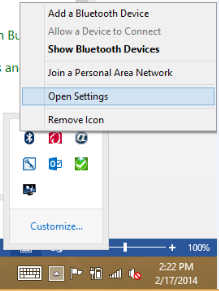 Add a Bluetooth Device
Allow a Device to Connect
Show Bluetooth Devices
Join a Personal Area Network
Open Settings
Remove Icon
Customize...
100%
2:22 PM
2/17/2014